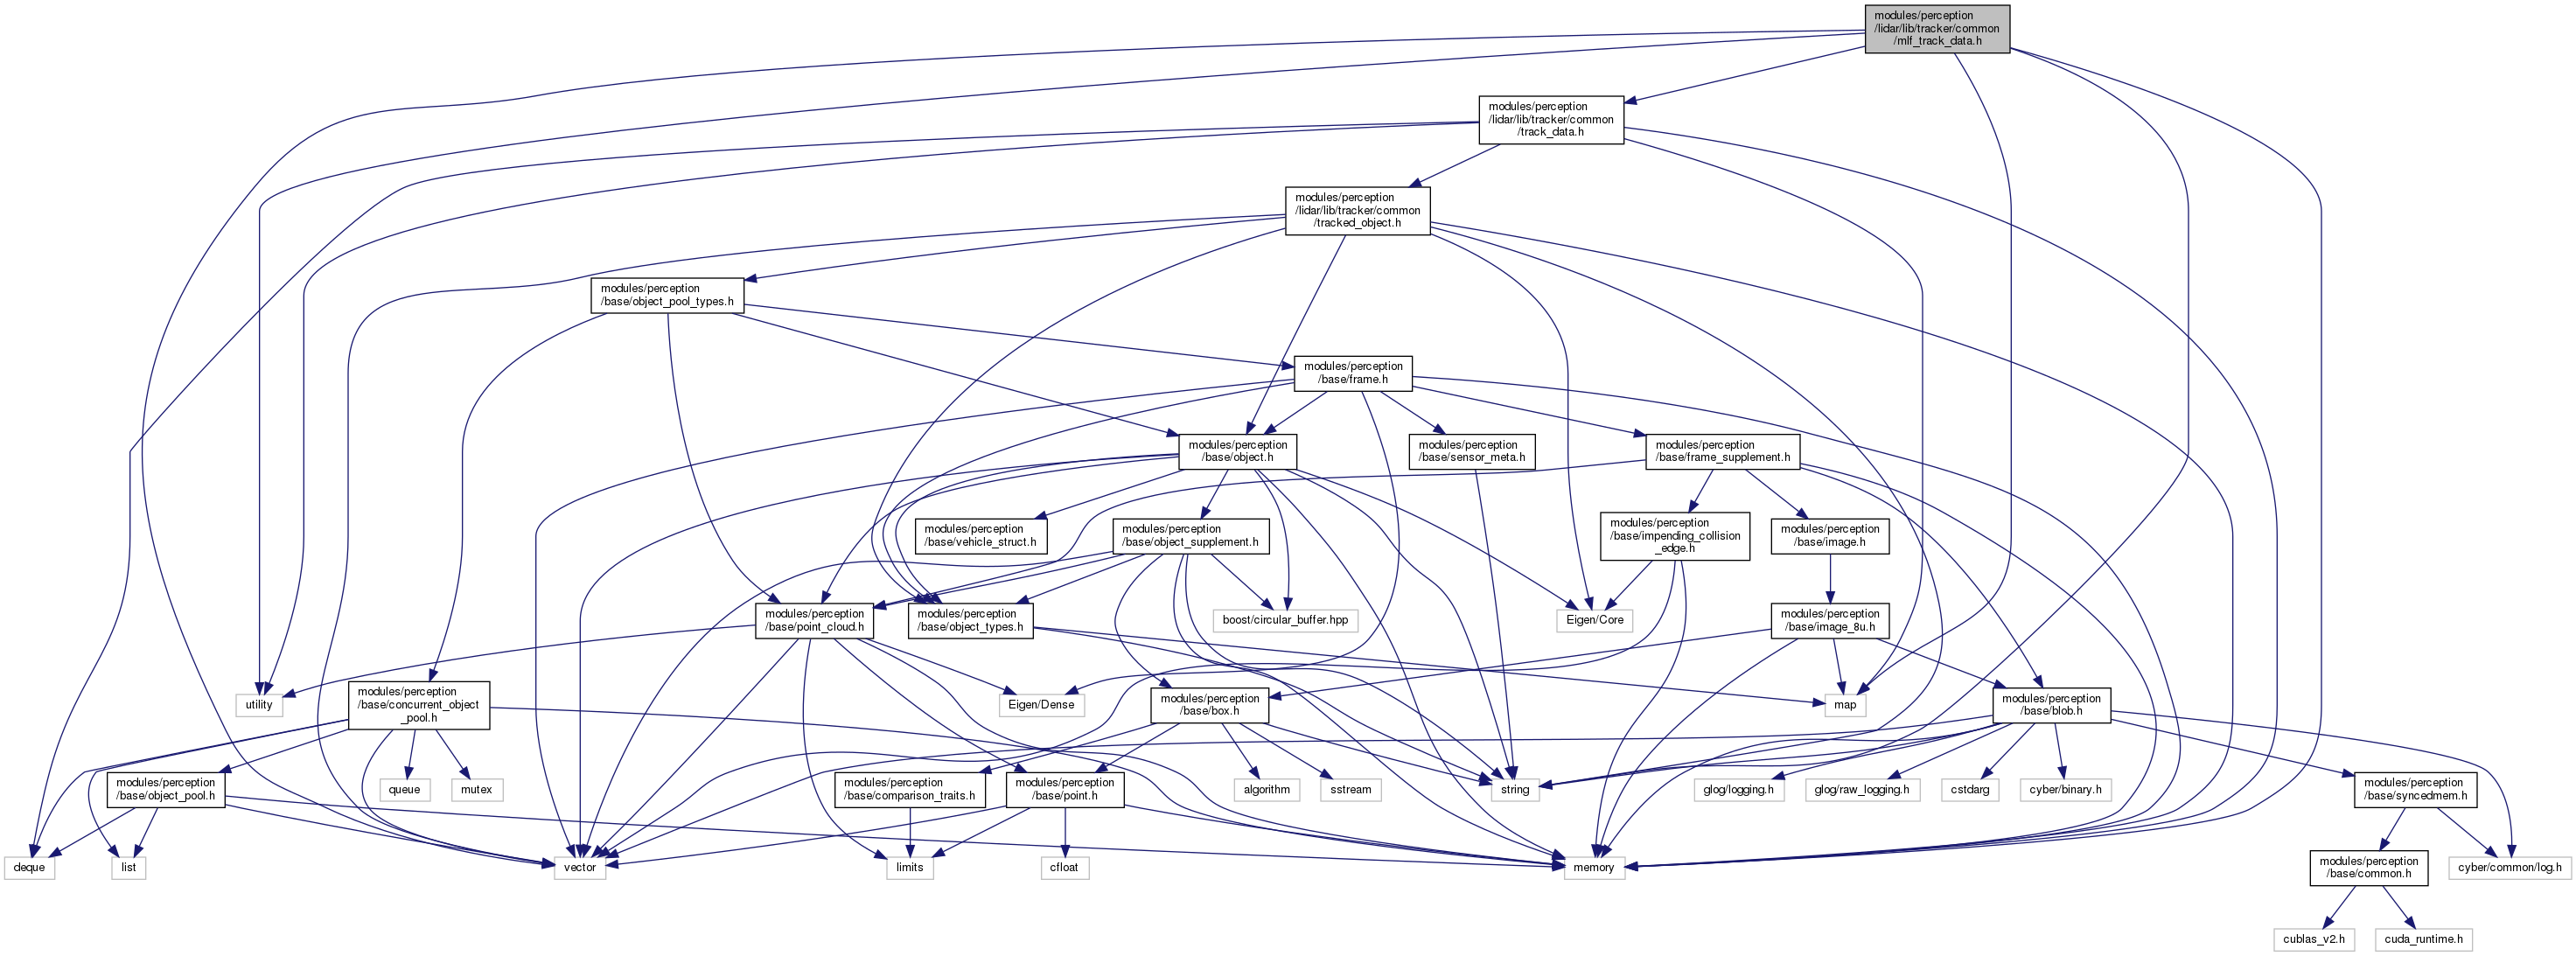 modules/perception
/lidar/lib/tracker/common
/mlf_track_data.h
modules/perception
/lidar/lib/tracker/common
/track_data.h
modules/perception
/lidar/lib/tracker/common
/tracked_object.h
modules/perception
/base/object_pool_types.h
modules/perception
/base/frame.h
modules/perception
/base/object.h
modules/perception
/base/sensor_meta.h
modules/perception
/base/frame_supplement.h
modules/perception
/base/vehicle_struct.h
modules/perception
/base/object_supplement.h
modules/perception
/base/impending_collision
_edge.h
modules/perception
/base/image.h
modules/perception
/base/point_cloud.h
modules/perception
/base/object_types.h
boost/circular_buffer.hpp
Eigen/Core
modules/perception
/base/image_8u.h
utility
modules/perception
/base/concurrent_object
_pool.h
Eigen/Dense
modules/perception
/base/box.h
map
modules/perception
/base/blob.h
modules/perception
/base/object_pool.h
queue
mutex
modules/perception
/base/comparison_traits.h
modules/perception
/base/point.h
algorithm
sstream
string
glog/logging.h
glog/raw_logging.h
cstdarg
cyber/binary.h
modules/perception
/base/syncedmem.h
deque
list
vector
limits
cfloat
memory
modules/perception
/base/common.h
cyber/common/log.h
cublas_v2.h
cuda_runtime.h